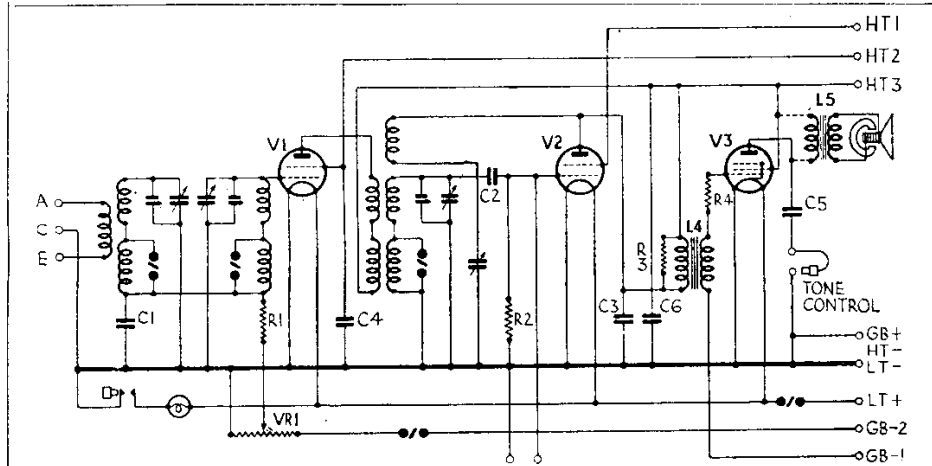 HT1
HT2
HT3
L5
V1
V2
V3
A
C
E
C2
R4
C5
L4
R3
TONE
CONTROL
C1
R1
C4
R2
C3
C6
GB+
HT-
LT-
LT+
VR1
GB-2
GB-1